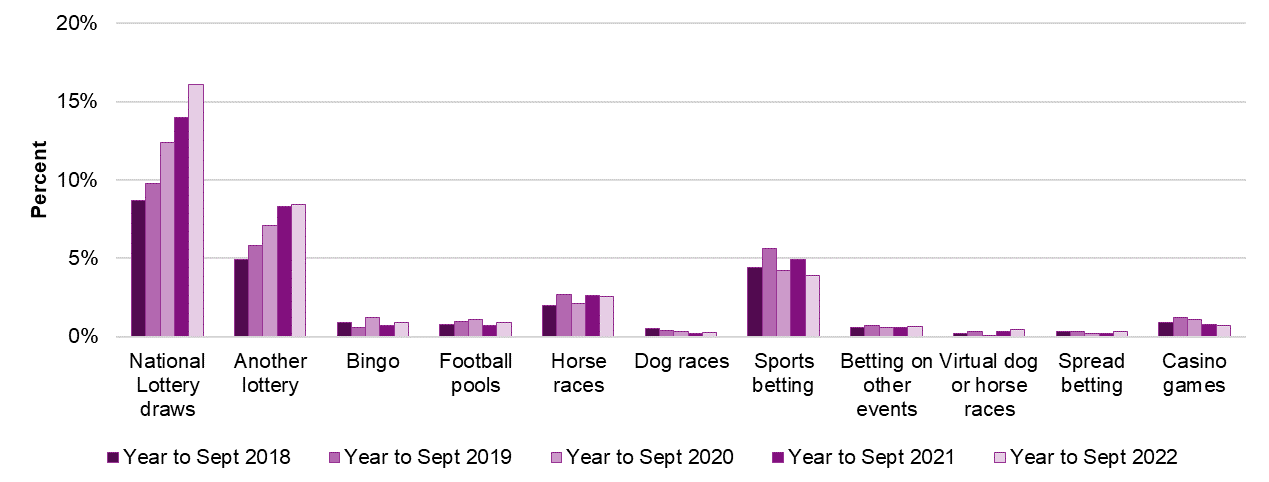 20%
15%
10%
5%
0%
Percent
National Lottery draws
Another lottery
Bingo
Football pools
Horse races
Dog races
Sports betting
Betting on other events
Virtual dog or horse races
Spread betting
Casino games
Year to Sept 2018
Year to Sept 2019
Year to Sept 2020
Year to Sept 2021
Year to Sept 2022